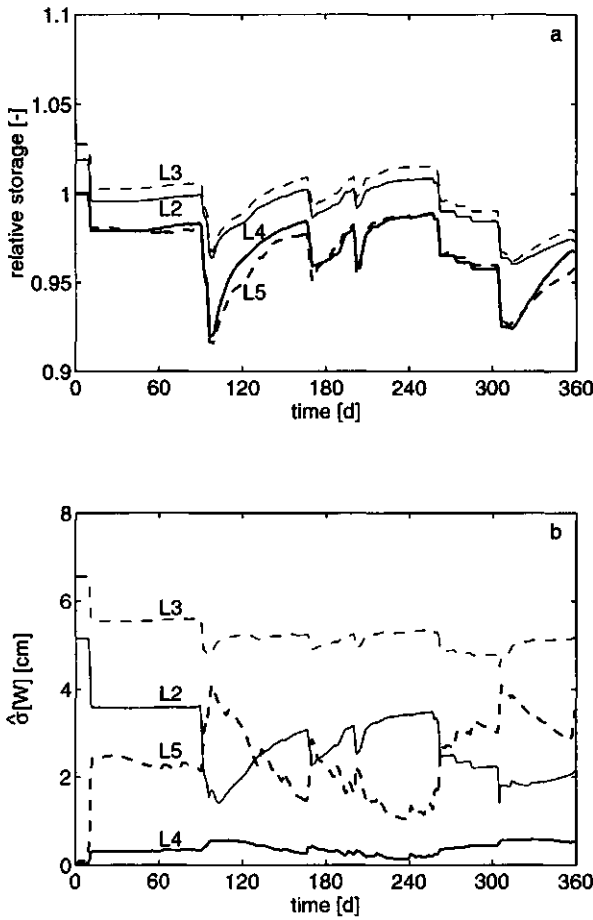 a
1.1
1.05
1
0.95
0.9
relative storage [-]
L3
L2
L4
L5
0 60 120 180 240 300 360
time [d]
b
8
6
4
2
0
σ̂[W] [cm]
L3
L2
L5
L4
0 60 120 180 240 300 360
time [d]